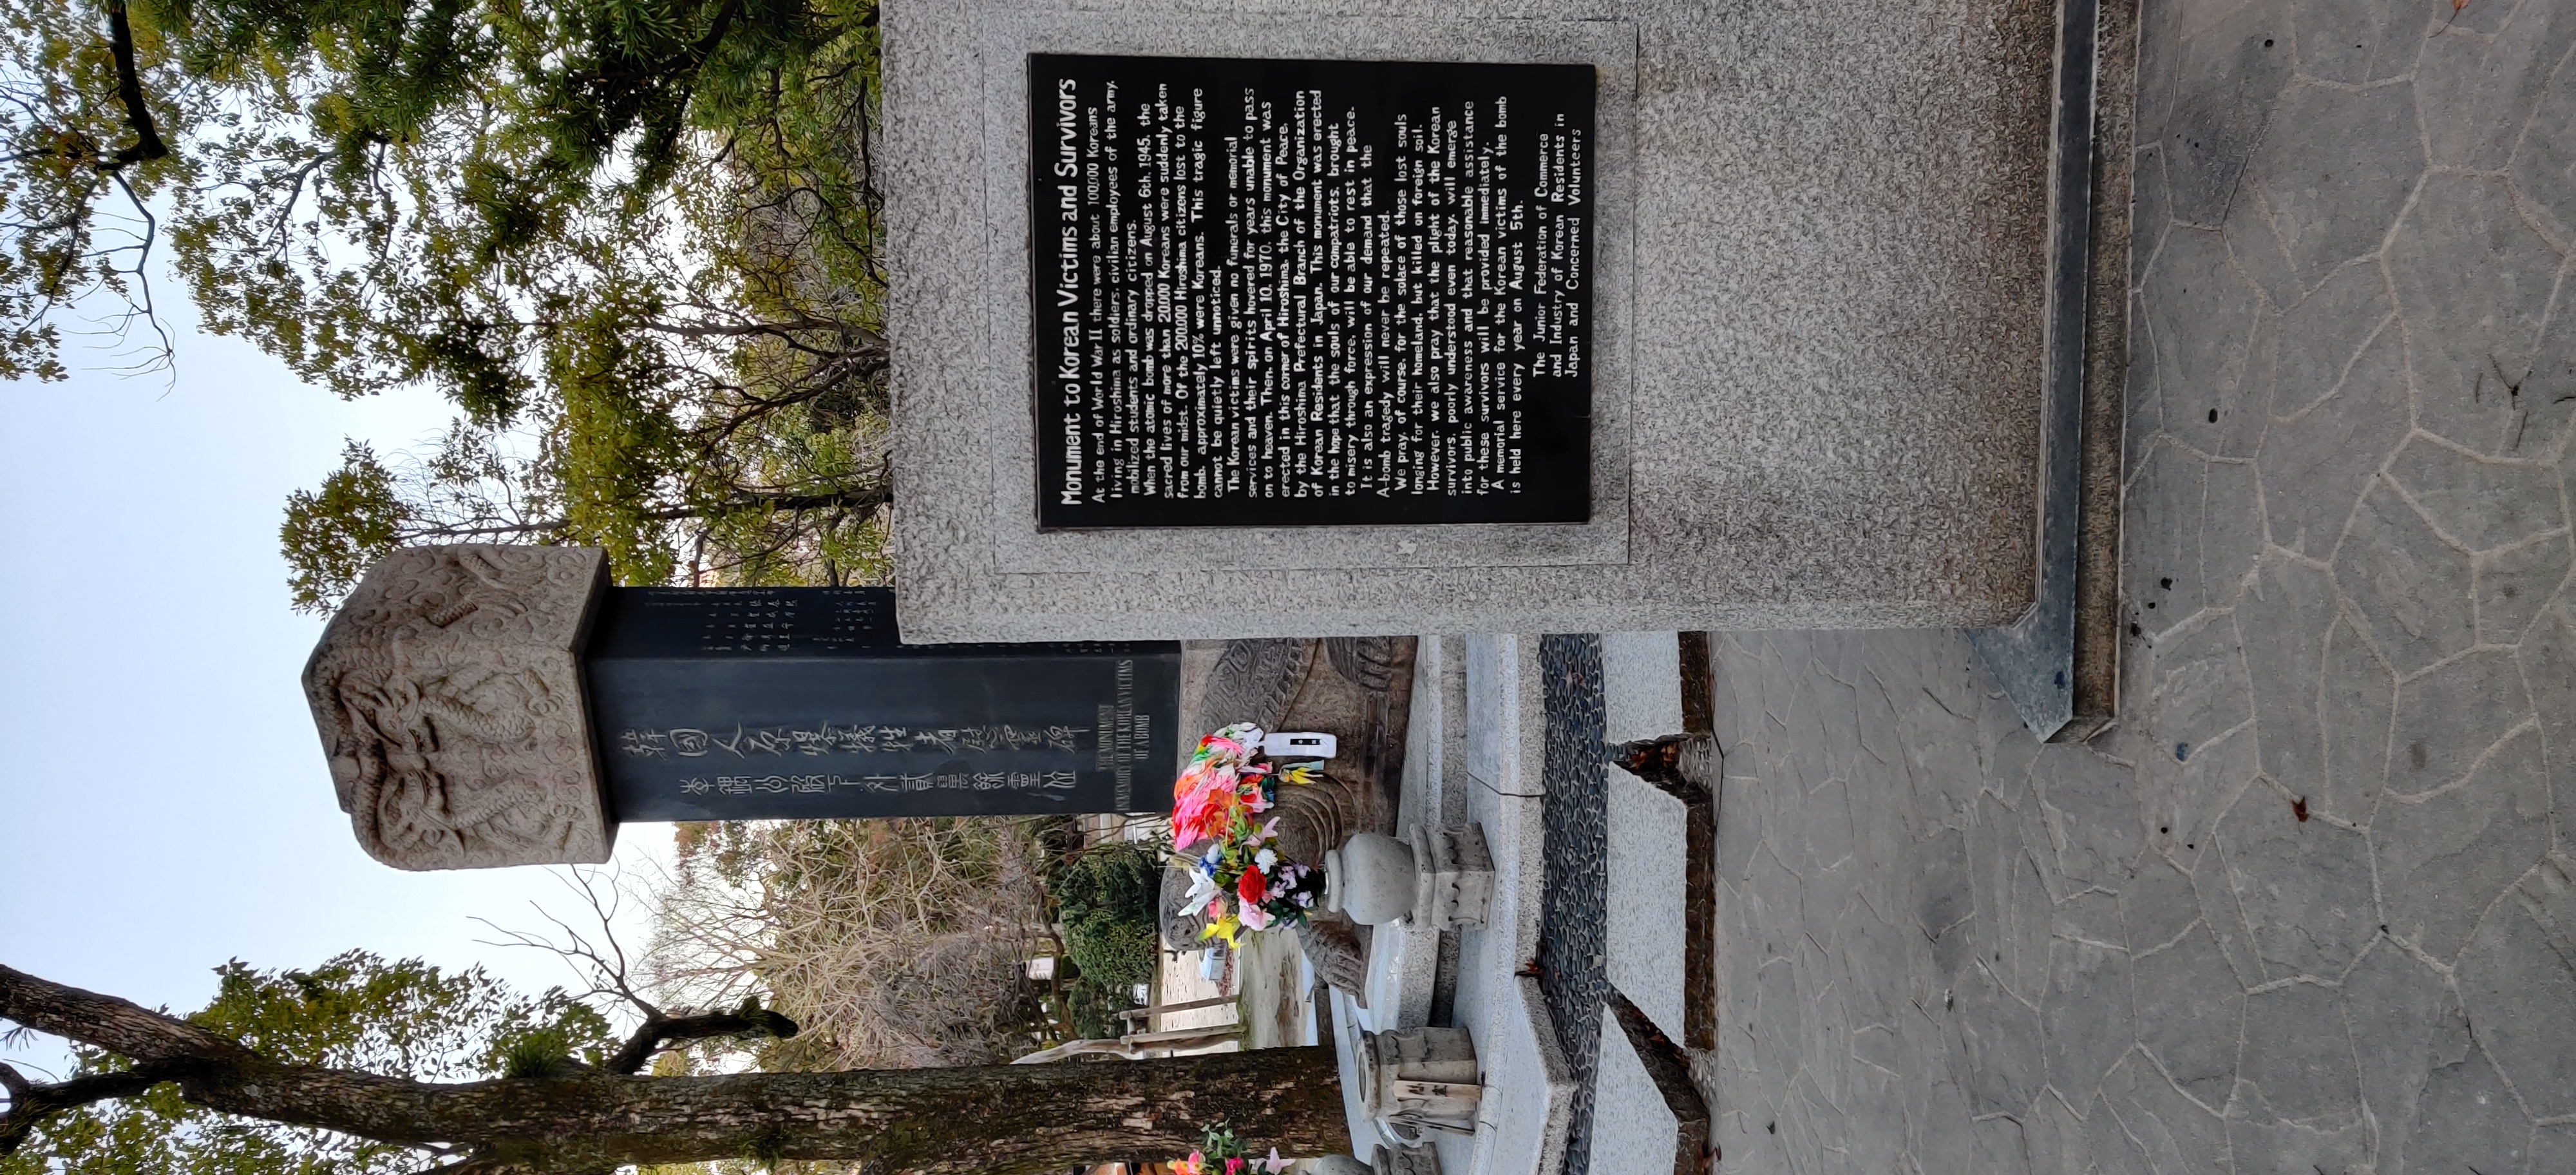 韓國人原爆犠牲者慰霊碑
李鍝公殿下外貳萬餘霊位
THE MONUMENT
IN MEMORY OF THE KOREAN VICTIMS
OF A BOMB
Monument to Korean Victims and Survivors
At the end of World War II there were about 100,000 Koreans
living in Hiroshima as soldiers, civilian employees of the army,
mobilized students and ordinary citizens.
When the atomic bomb was dropped on August 6th, 1945, the
sacred lives of more than 20,000 Koreans were suddenly taken
from our midst. Of the 200,000 Hiroshima citizens lost to the
bomb, approximately 10% were Koreans. This tragic figure
cannot be quietly left unnoticed.
The Korean victims were given no funerals or memorial
services and their spirits hovered for years unable to pass
on to heaven. Then, on April 10, 1970, this monument was
erected in this corner of Hiroshima, the City of Peace,
by the Hiroshima Prefectural Branch of the Organization
of Korean Residents in Japan. This monument was erected
in the hope that the souls of our compatriots, brought
to misery through force, will be able to rest in peace.
It is also an expression of our demand that the
A-bomb tragedy will never be repeated.
We pray, of course, for the solace of those lost souls
longing for their homeland, but killed on foreign soil.
However, we also pray that the plight of the Korean
survivors, poorly understood even today, will emerge
into public awareness and that reasonable assistance
for these survivors will be provided immediately.
A memorial service for the Korean victims of the bomb
is held here every year on August 5th.
The Junior Federation of Commerce
and Industry of Korean Residents in
Japan and Concerned Volunteers